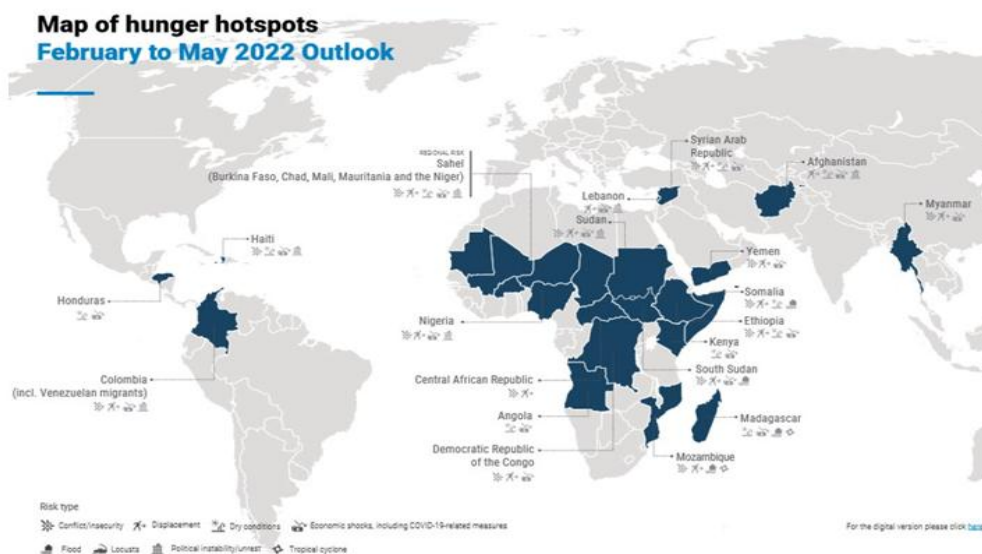 Map of hunger hotspots
February to May 2022 Outlook
REGIONAL RISK
Sahel
(Burkina Faso, Chad, Mali, Mauritania and the Niger)
Syrian Arab
Republic
Afghanistan
Lebanon
Myanmar
Sudan
Haiti
Yemen
Honduras
Somalia
Nigeria
Ethiopia
Kenya
Colombia
(incl. Venezuelan migrants)
Central African Republic
South Sudan
Angola
Madagascar
Democratic Republic
of the Congo
Mozambique
Risk type
Conflict/insecurity
Displacement
Dry conditions
Economic shocks, including COVID-19-related measures
For the digital version please click here
Flood
Locusts
Political instability/unrest
Tropical cyclone